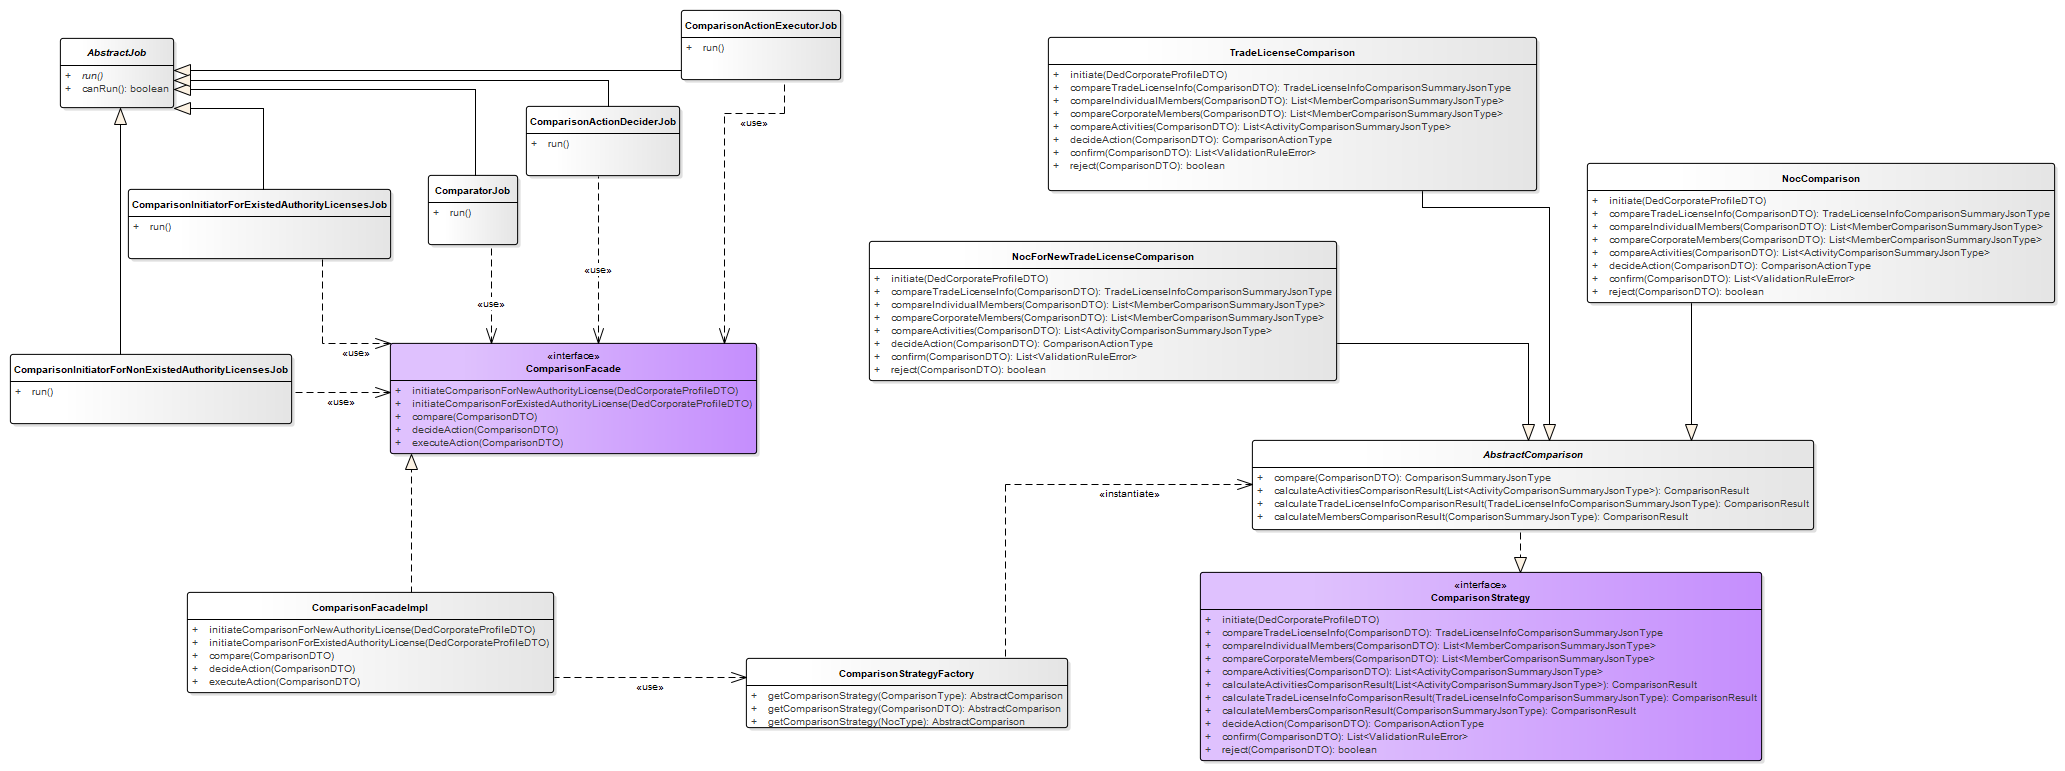 AbstractJob
+ run()
+ canRun(): boolean
ComparisonActionExecutorJob
+ run()
«use»
ComparisonActionDeciderJob
+ run()
«use»
ComparatorJob
+ run()
«use»
ComparisonInitiatorForExistedAuthorityLicensesJob
+ run()
«use»
ComparisonInitiatorForNonExistedAuthorityLicensesJob
+ run()
«use»
«interface»
ComparisonFacade
+ initiateComparisonForNewAuthorityLicense(DedCorporateProfileDTO)
+ initiateComparisonForExistedAuthorityLicense(DedCorporateProfileDTO)
+ compare(ComparisonDTO)
+ decideAction(ComparisonDTO)
+ executeAction(ComparisonDTO)
ComparisonFacadeImpl
+ initiateComparisonForNewAuthorityLicense(DedCorporateProfileDTO)
+ initiateComparisonForExistedAuthorityLicense(DedCorporateProfileDTO)
+ compare(ComparisonDTO)
+ decideAction(ComparisonDTO)
+ executeAction(ComparisonDTO)
«use»
ComparisonStrategyFactory
+ getComparisonStrategy(ComparisonType): AbstractComparison
+ getComparisonStrategy(ComparisonDTO): AbstractComparison
+ getComparisonStrategy(NocType): AbstractComparison
«instantiate»
TradeLicenseComparison
+ initiate(DedCorporateProfileDTO)
+ compareTradeLicenseInfo(ComparisonDTO): TradeLicenseInfoComparisonSummaryJsonType
+ compareIndividualMembers(ComparisonDTO): List<MemberComparisonSummaryJsonType>
+ compareCorporateMembers(ComparisonDTO): List<MemberComparisonSummaryJsonType>
+ compareActivities(ComparisonDTO): List<ActivityComparisonSummaryJsonType>
+ decideAction(ComparisonDTO): ComparisonActionType
+ confirm(ComparisonDTO): List<ValidationRuleError>
+ reject(ComparisonDTO): boolean
NocComparison
+ initiate(DedCorporateProfileDTO)
+ compareTradeLicenseInfo(ComparisonDTO): TradeLicenseInfoComparisonSummaryJsonType
+ compareIndividualMembers(ComparisonDTO): List<MemberComparisonSummaryJsonType>
+ compareCorporateMembers(ComparisonDTO): List<MemberComparisonSummaryJsonType>
+ compareActivities(ComparisonDTO): List<ActivityComparisonSummaryJsonType>
+ decideAction(ComparisonDTO): ComparisonActionType
+ confirm(ComparisonDTO): List<ValidationRuleError>
+ reject(ComparisonDTO): boolean
NocForNewTradeLicenseComparison
+ initiate(DedCorporateProfileDTO)
+ compareTradeLicenseInfo(ComparisonDTO): TradeLicenseInfoComparisonSummaryJsonType
+ compareIndividualMembers(ComparisonDTO): List<MemberComparisonSummaryJsonType>
+ compareCorporateMembers(ComparisonDTO): List<MemberComparisonSummaryJsonType>
+ compareActivities(ComparisonDTO): List<ActivityComparisonSummaryJsonType>
+ decideAction(ComparisonDTO): ComparisonActionType
+ confirm(ComparisonDTO): List<ValidationRuleError>
+ reject(ComparisonDTO): boolean
AbstractComparison
+ compare(ComparisonDTO): ComparisonSummaryJsonType
+ calculateActivitiesComparisonResult(List<ActivityComparisonSummaryJsonType>): ComparisonResult
+ calculateTradeLicenseInfoComparisonResult(TradeLicenseInfoComparisonSummaryJsonType): ComparisonResult
+ calculateMembersComparisonResult(ComparisonSummaryJsonType): ComparisonResult
«interface»
ComparisonStrategy
+ initiate(DedCorporateProfileDTO)
+ compareTradeLicenseInfo(ComparisonDTO): TradeLicenseInfoComparisonSummaryJsonType
+ compareIndividualMembers(ComparisonDTO): List<MemberComparisonSummaryJsonType>
+ compareCorporateMembers(ComparisonDTO): List<MemberComparisonSummaryJsonType>
+ compareActivities(ComparisonDTO): List<ActivityComparisonSummaryJsonType>
+ calculateActivitiesComparisonResult(List<ActivityComparisonSummaryJsonType>): ComparisonResult
+ calculateTradeLicenseInfoComparisonResult(TradeLicenseInfoComparisonSummaryJsonType): ComparisonResult
+ calculateMembersComparisonResult(ComparisonSummaryJsonType): ComparisonResult
+ decideAction(ComparisonDTO): ComparisonActionType
+ confirm(ComparisonDTO): List<ValidationRuleError>
+ reject(ComparisonDTO): boolean